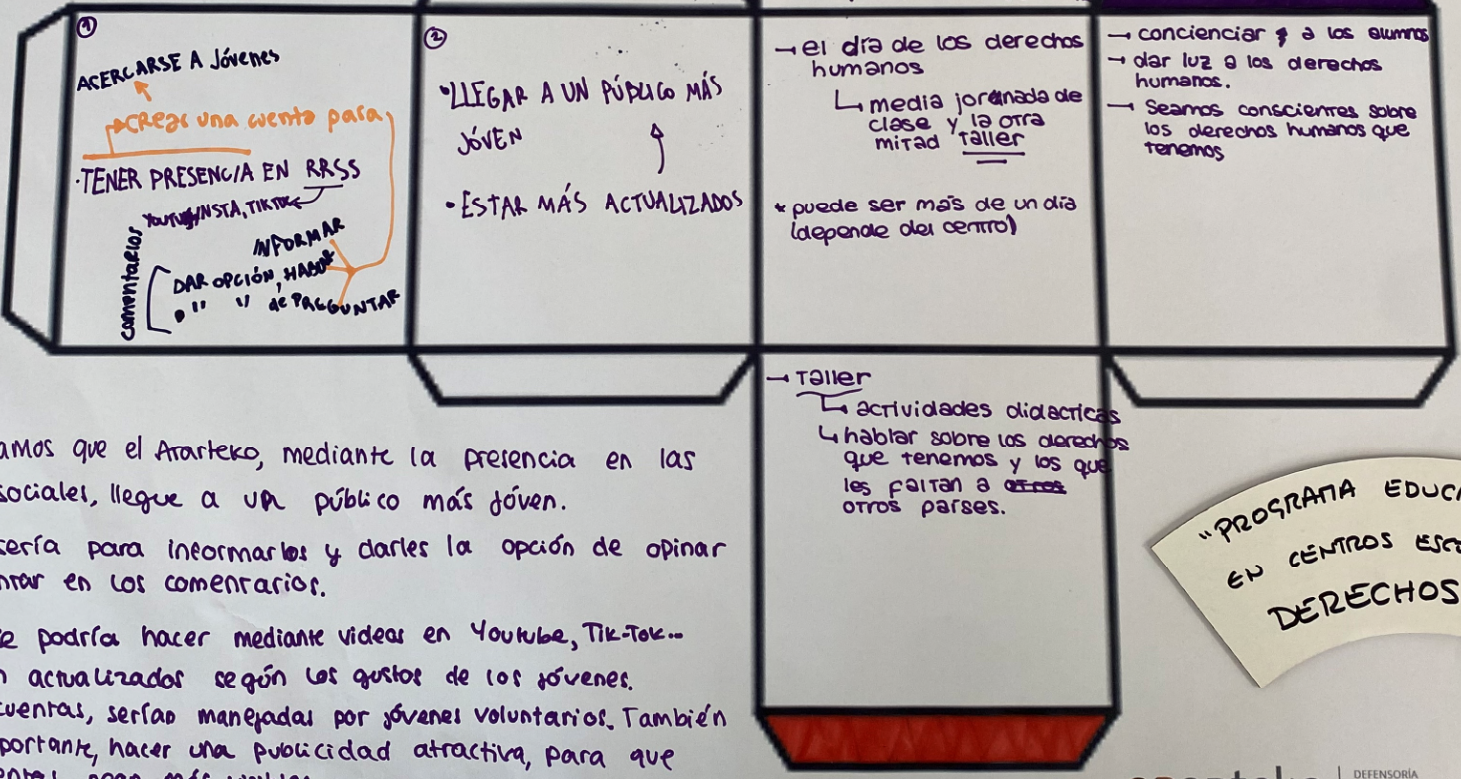 ①
ACERCARSE A Jóvenes
crear una cuenta para
·TENER PRESENCIA EN RRSS
YouTube, INSTA, TIKTOK
comentarios
INFORMAR
DAR OPCIÓN,
" " de PREGUNTAR
②
•LLEGAR A UN PÚBLICO MÁS
JÓVEN
•ESTAR MÁS ACTUALIZADOS
→ el día de los derechos
humanos
media jornada de
clase y la otra
mitad Taller
* puede ser más de un día
(depende del centro)
→ concienciar a los alumnos
→ dar luz a los derechos
humanos.
→ Seamos conscientes sobre
los derechos humanos que
tenemos
→ Taller
actividades didacticas
hablar sobre los derechos
que tenemos y los que
les faltan a otros
otros países.
amos que el Ararteko, mediante la presencia en las
sociales, llegue a un público más jóven.
sería para informarlos y darles la opción de opinar
ntar en los comentarios.
e podría hacer mediante videos en Youtube, Tik-Tok...
n actualizados según los gustos de los jóvenes.
cuentas, serían manejadas por jóvenes voluntarios. También
portante, hacer una publicidad atractiva, para que
"PROGRAMA EDUCA
EN CENTROS ESCO
DERECHOS
DEFENSORÍA